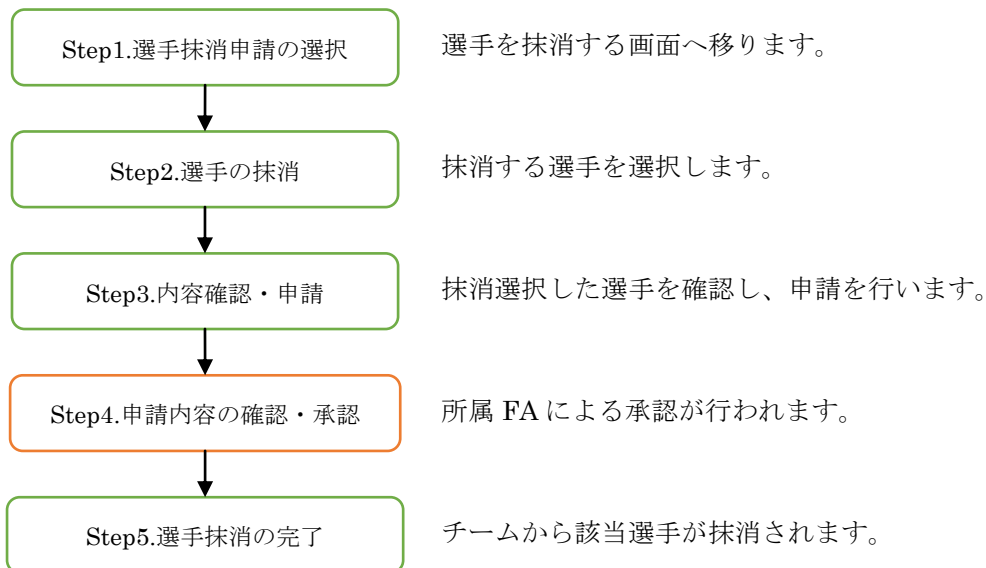 Step1.選手抹消申請の選択
選手を抹消する画面へ移ります。
Step2.選手の抹消
抹消する選手を選択します。
Step3.内容確認・申請
抹消選択した選手を確認し、申請を行います。
Step4.申請内容の確認・承認
所属 FA による承認が行われます。
Step5.選手抹消の完了
チームから該当選手が抹消されます。